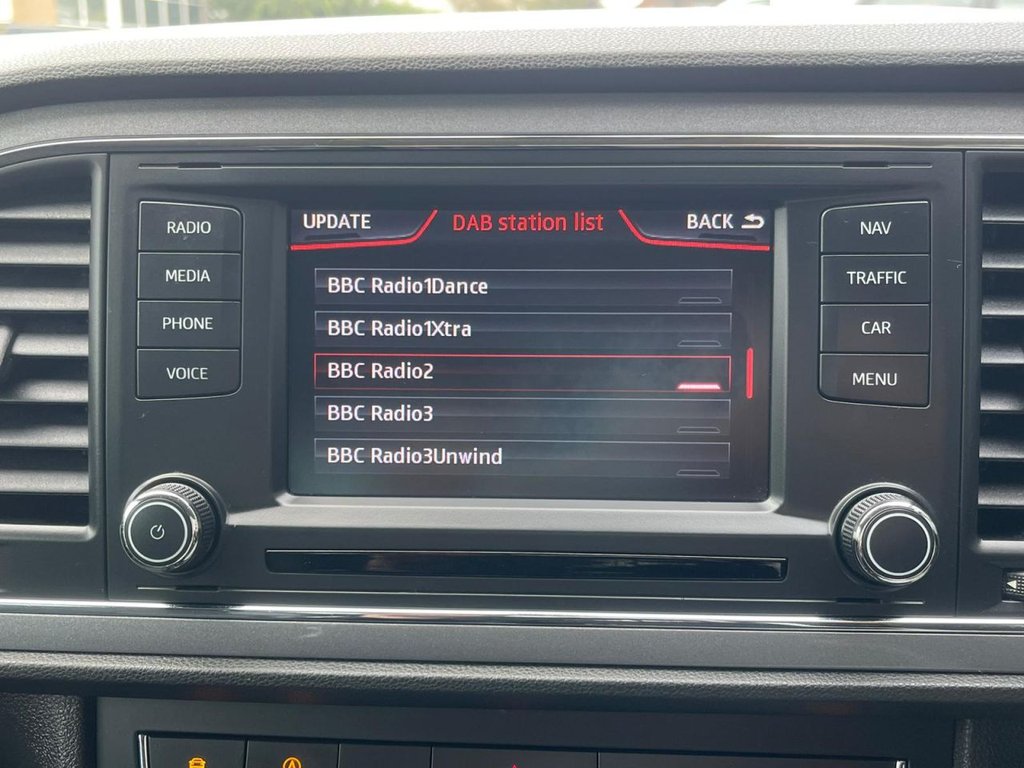 UPDATE DAB station list BACK
RADIO
MEDIA
PHONE
VOICE
BBC Radio1Dance
BBC Radio1Xtra
BBC Radio2
BBC Radio3
BBC Radio3Unwind
NAV
TRAFFIC
CAR
MENU